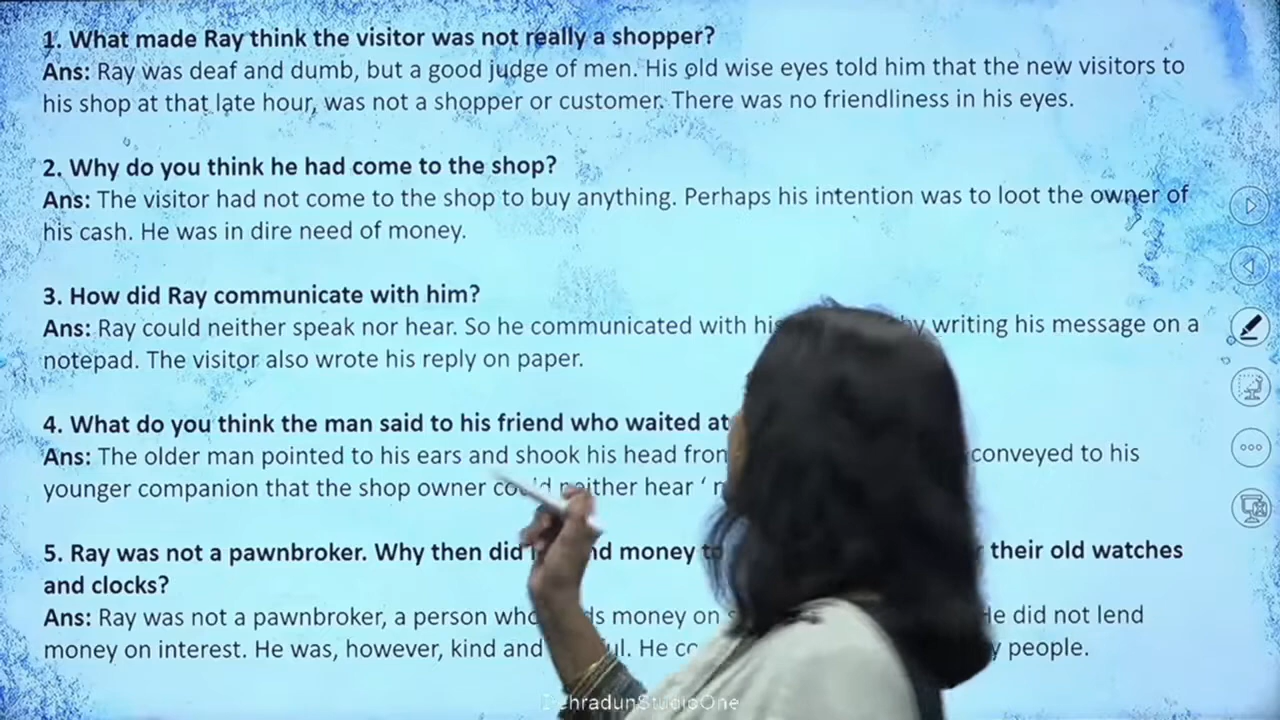 1. What made Ray think the visitor was not really a shopper?
Ans: Ray was deaf and dumb, but a good judge of men. His old wise eyes told him that the new visitors to
his shop at that late hour, was not a shopper or customer. There was no friendliness in his eyes.
2. Why do you think he had come to the shop?
Ans: The visitor had not come to the shop to buy anything. Perhaps his intention was to loot the owner of
his cash. He was in dire need of money.
3. How did Ray communicate with him?
Ans: Ray could neither speak nor hear. So he communicated with his by writing his message on a
notepad. The visitor also wrote his reply on paper.
4. What do you think the man said to his friend who waited at
Ans: The older man pointed to his ears and shook his head conveyed to his
younger companion that the shop owner could neither hear ‘
5. Ray was not a pawnbroker. Why then did money their old watches
and clocks?
Ans: Ray was not a pawnbroker, a person who money on He did not lend
money on interest. He was, however, kind and He people.
DehradunStudioOne